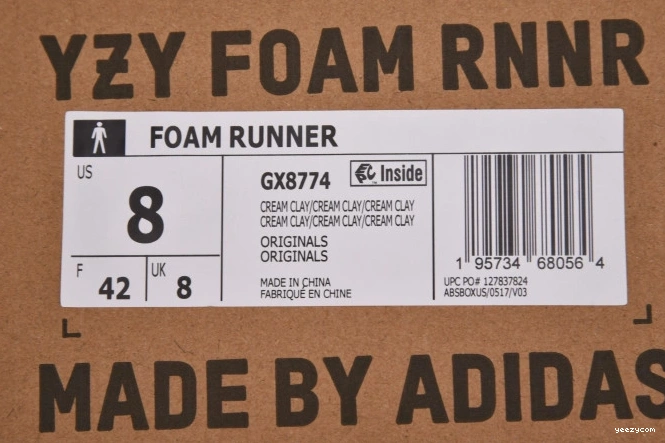 YZY FOAM RNNR
FOAM RUNNER
US
8
F
42
UK
8
GX8774
Inside
CREAM CLAY/CREAM CLAY/CREAM CLAY
CREAM CLAY/CREAM CLAY/CREAM CLAY
ORIGINALS
ORIGINALS
MADE IN CHINA
FABRIQUÉ EN CHINE
1 95734 68056 4
UPC PO# 127837824
ABSBOXUS/0517/V03
MADE BY ADIDAS
yeezycom